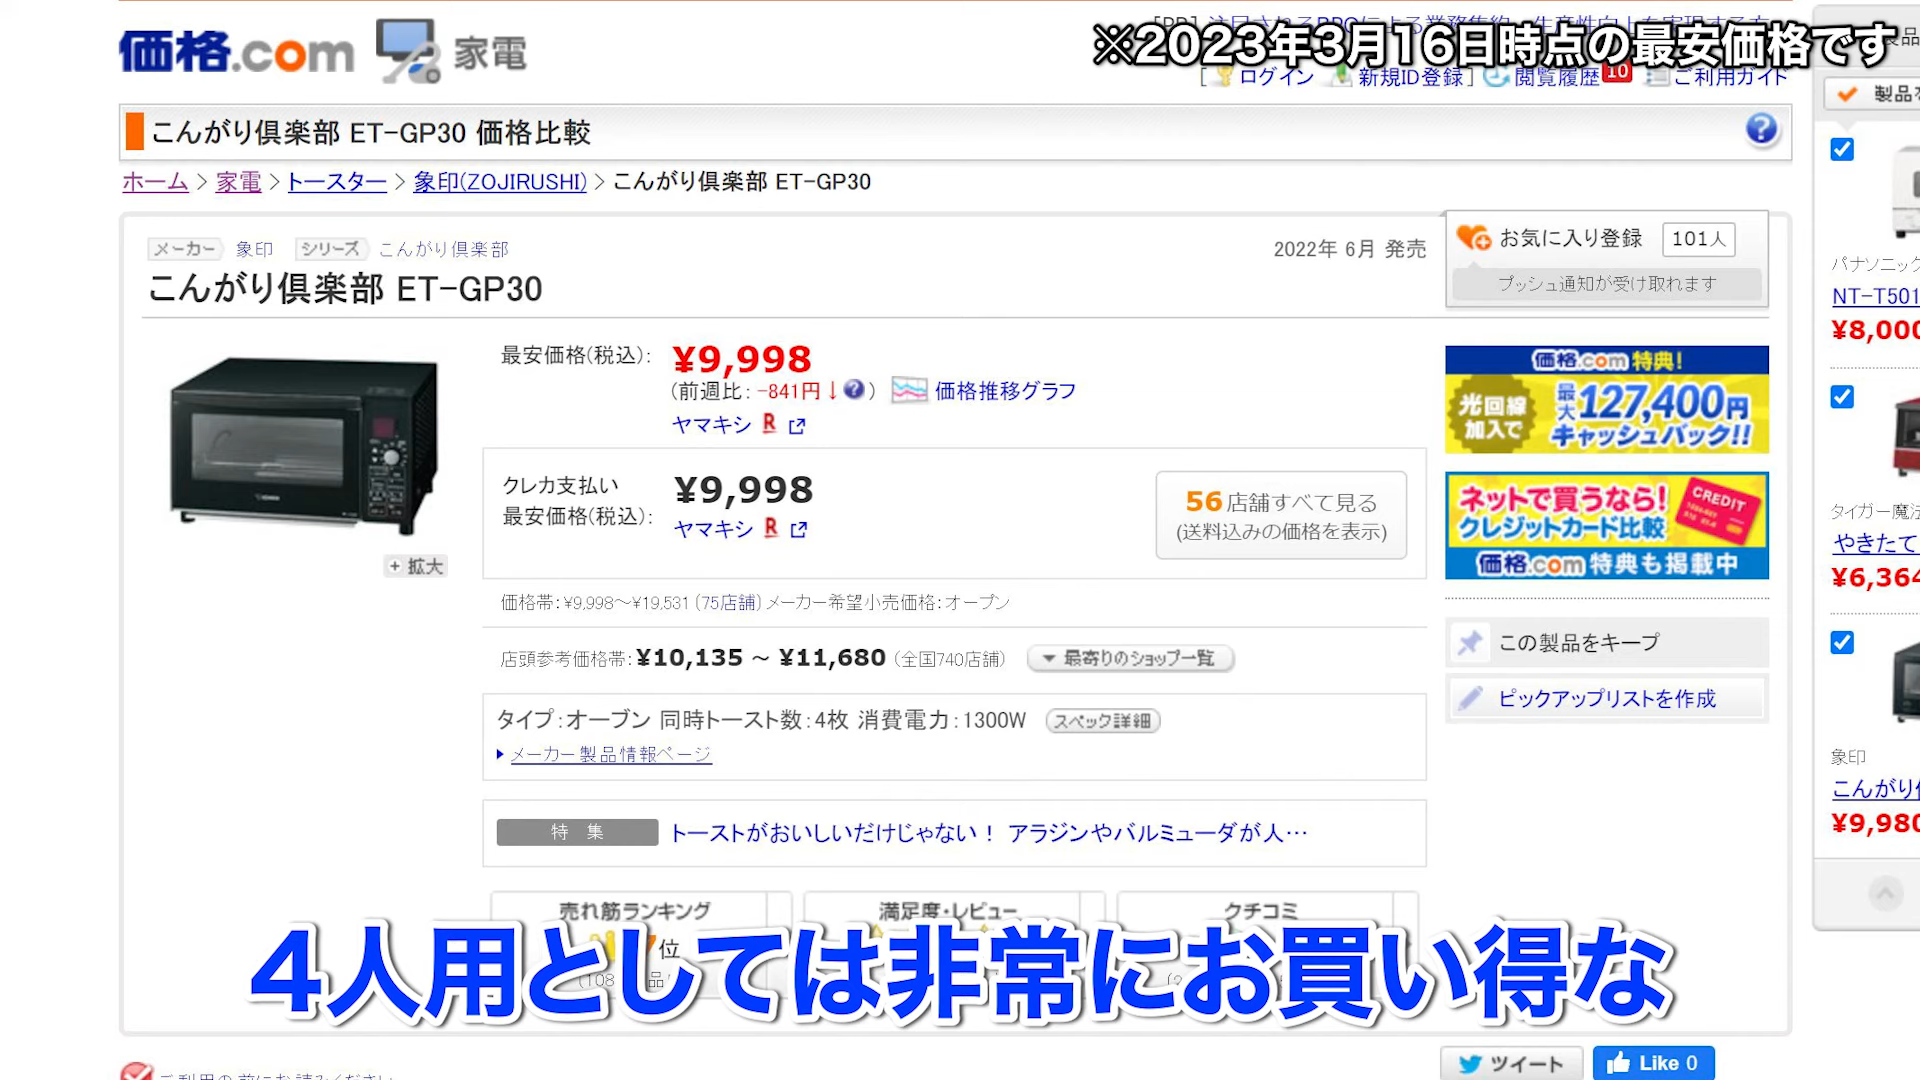 価格.com 家電
※2023年3月16日時点の最安価格です
[ ログイン 新規ID登録 ] 閲覧履歴 10 ご利用ガイド
こんがり倶楽部 ET-GP30 価格比較
ホーム > 家電 > トースター > 象印(ZOJIRUSHI) > こんがり倶楽部 ET-GP30
メーカー 象印 シリーズ こんがり倶楽部
2022年 6月 発売
こんがり倶楽部 ET-GP30
お気に入り登録 101人
プッシュ通知が受け取れます
最安価格(税込): ¥9,998
(前週比: -841円↓ ) 価格推移グラフ
ヤマキシ R
クレカ支払い
最安価格(税込): ¥9,998
ヤマキシ R
56店舗すべて見る
(送料込みの価格を表示)
+ 拡大
価格帯:¥9,998～¥19,531 (75店舗) メーカー希望小売価格:オープン
店頭参考価格帯:¥10,135 ～ ¥11,680 (全国740店舗) 最寄りのショップ一覧
タイプ:オーブン 同時トースト数:4枚 消費電力:1300W スペック詳細
メーカー製品情報ページ
特 集 トーストがおいしいだけじゃない！ アラジンやバルミューダが人…
売れ筋ランキング 満足度・レビュー クチコミ
位
4人用としては非常にお買い得な
価格.com 特典!
光回線加入で 最大127,400円
キャッシュバック!!
ネットで買うなら!
クレジットカード比較
CREDIT
価格.com 特典も掲載中
この製品をキープ
ピックアップリストを作成
パナソニック
NT-T501
¥8,000
タイガー魔法
やきたて
¥6,364
象印
こんがり
¥9,980
ツイート Like 0